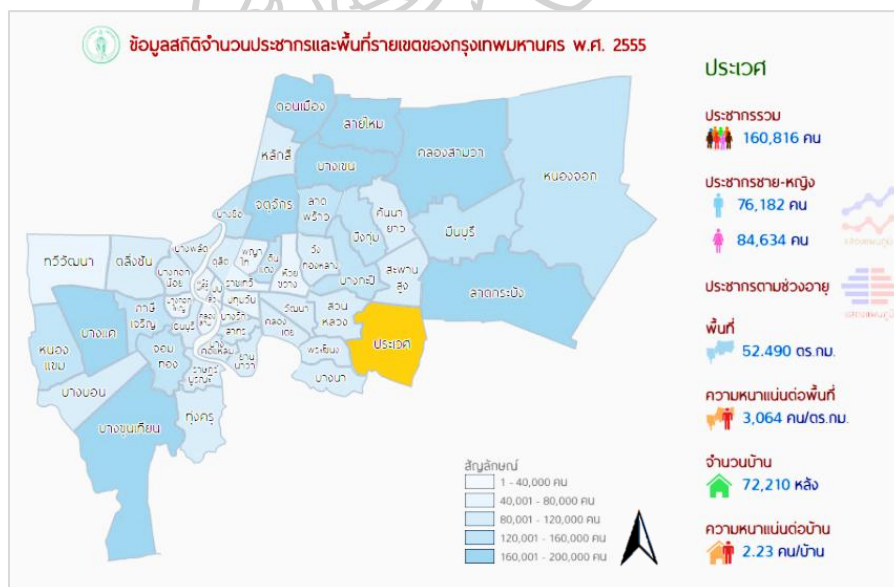 ข้อมูลสถิติจำนวนประชากรและพื้นที่รายเขตของกรุงเทพมหานคร พ.ศ. 2555
ประเวศ
ประชากรรวม
160,816 คน
ประชากรชาย-หญิง
76,182 คน
84,634 คน
ประชากรตามช่วงอายุ
พื้นที่
52.490 ตร.กม.
ความหนาแน่นต่อพื้นที่
3,064 คน/ตร.กม.
จำนวนบ้าน
72,210 หลัง
ความหนาแน่นต่อบ้าน
2.23 คน/บ้าน
ดอนเมือง
สายไหม
หลักสี่
บางเขน
คลองสามวา
หนองจอก
จตุจักร
ลาด
พร้าว
คันนา
ยาว
บางซื่อ
บึงกุ่ม
มีนบุรี
ทวีวัฒนา
ตลิ่งชัน
บางพลัด
ดุสิต
พญา
ไท
ดิน
แดง
ห้วย
ขวาง
วัง
ทองหลาง
บางกะปิ
สะพาน
สูง
บางกอก
น้อย
ราชเทวี
ลาดกระบัง
ปทุมวัน
วัฒนา
สวน
หลวง
ภาษี
เจริญ
บางแค
ธนบุรี
บางรัก
สาทร
คลอง
เตย
ประเวศ
หนอง
แขม
จอม
ทอง
ยาน
นาวา
พระโขนง
บางนา
ราษฎร์
บูรณะ
บางบอน
ทุ่งครุ
บางขุนเทียน
สัญลักษณ์
1 - 40,000 คน
40,001 - 80,000 คน
80,001 - 120,000 คน
120,001 - 160,000 คน
160,001 - 200,000 คน